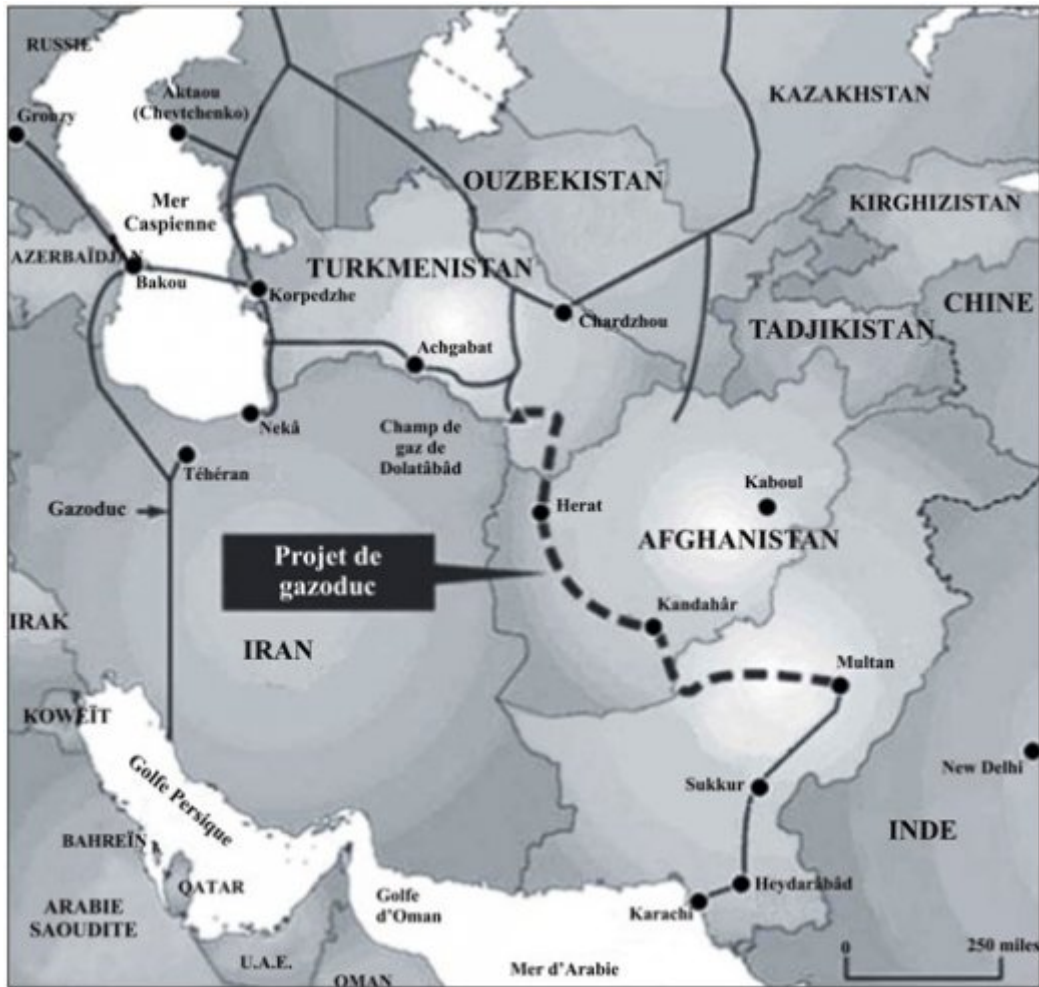 RUSSIE
Aktaou
(Chevtchenko)
KAZAKHSTAN
Grozny
OUZBEKISTAN
Mer
Caspienne
KIRGHIZISTAN
AZERBAÏDJAN
Bakou
TURKMENISTAN
Korpedzhe
CHINE
Chardzhou
TADJIKISTAN
Achgabat
Nekâ
Champ de
gaz de
Dolatâbâd
Téhéran
Kaboul
Gazoduc
Herat
AFGHANISTAN
Projet de
gazoduc
Kandahâr
IRAK
IRAN
Multan
KOWEÏT
Golfe Persique
New Delhi
Sukkur
BAHREÏN
INDE
QATAR
Heydarâbâd
Golfe
d'Oman
Karachi
ARABIE
SAOUDITE
0
250 miles
U.A.E.
Mer d'Arabie
OMAN